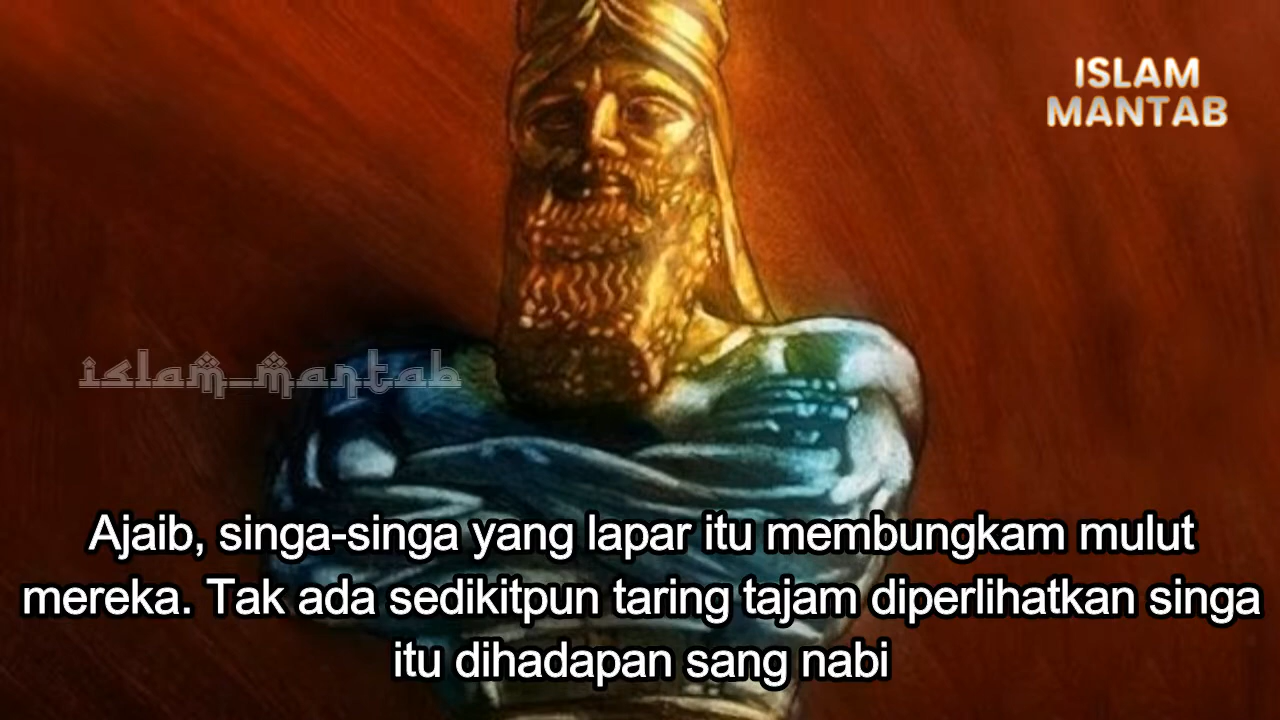 ISLAM
MANTAB
islam_mantab
Ajaib, singa-singa yang lapar itu membungkam mulut
mereka. Tak ada sedikitpun taring tajam diperlihatkan singa
itu dihadapan sang nabi